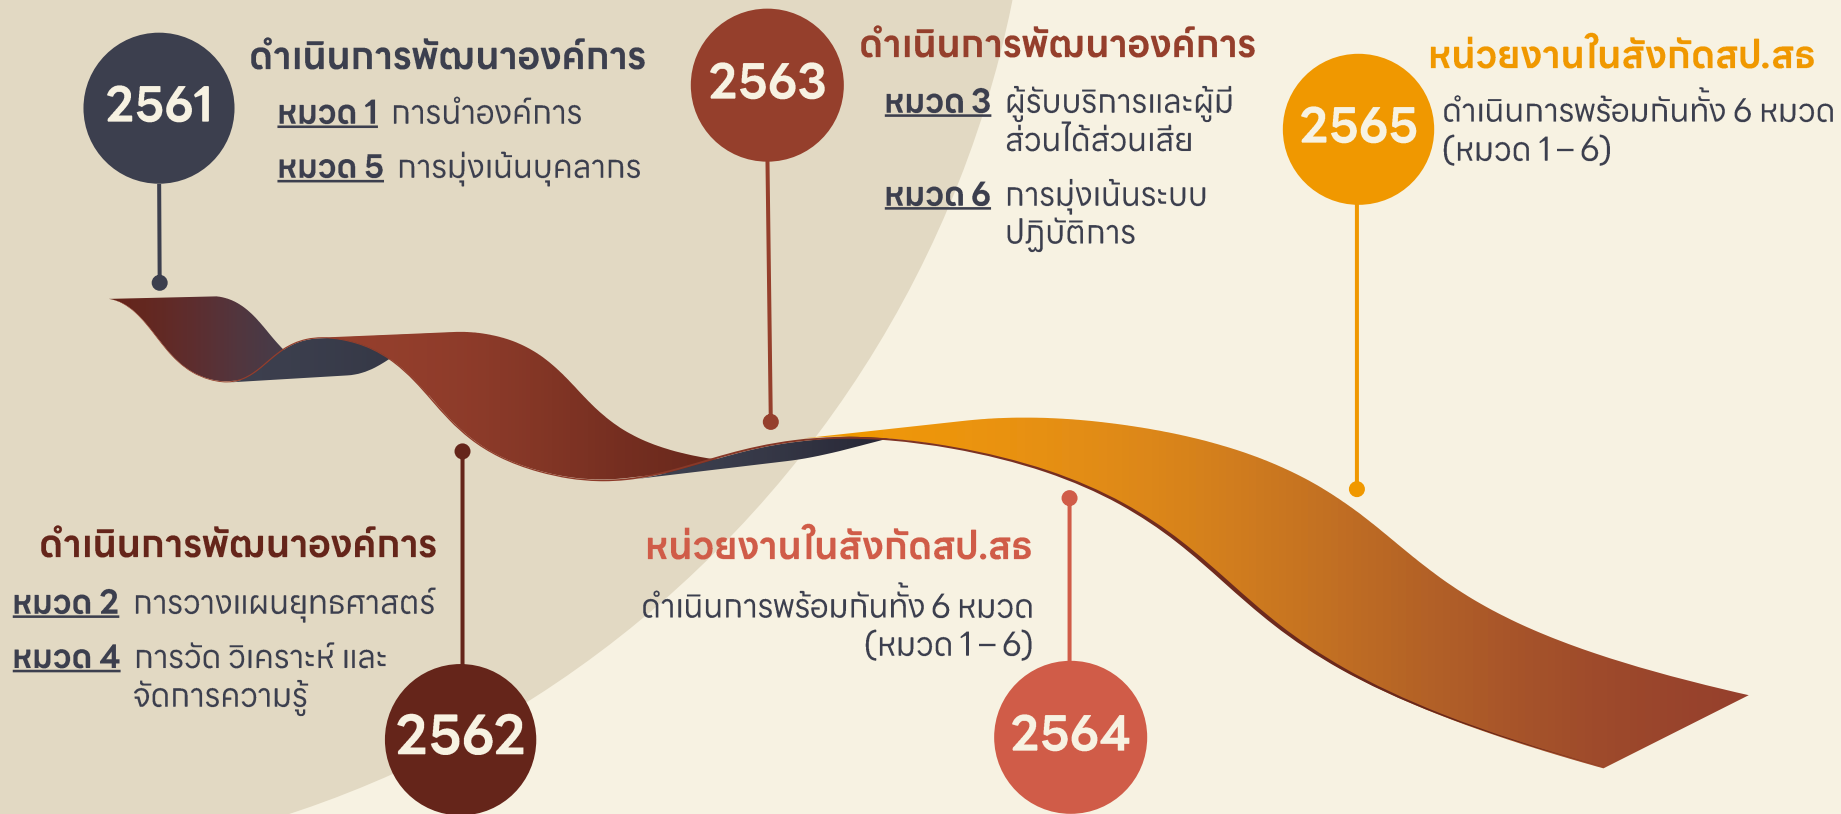 2561
ดำเนินการพัฒนาองค์การ
หมวด 1 การนำองค์การ
หมวด 5 การมุ่งเน้นบุคลากร
2563
ดำเนินการพัฒนาองค์การ
หมวด 3 ผู้รับบริการและผู้มี
ส่วนได้ส่วนเสีย
หมวด 6 การมุ่งเน้นระบบ
ปฏิบัติการ
2565
หน่วยงานในสังกัดสป.สธ
ดำเนินการพร้อมกันทั้ง 6 หมวด
(หมวด 1 – 6)
ดำเนินการพัฒนาองค์การ
หมวด 2 การวางแผนยุทธศาสตร์
หมวด 4 การวัด วิเคราะห์ และ
จัดการความรู้
2562
หน่วยงานในสังกัดสป.สธ
ดำเนินการพร้อมกันทั้ง 6 หมวด
(หมวด 1 – 6)
2564